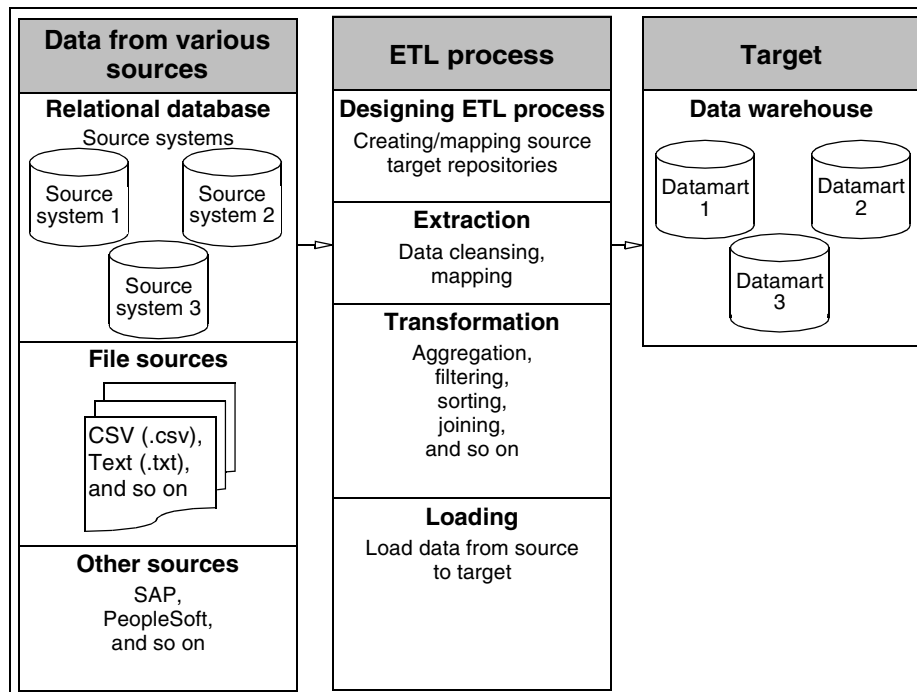 Data from various
sources
Relational database
Source systems
Source
system 1
Source
system 2
Source
system 3
File sources
CSV (.csv),
Text (.txt),
and so on
Other sources
SAP,
PeopleSoft,
and so on
ETL process
Designing ETL process
Creating/mapping source
target repositories
Extraction
Data cleansing,
mapping
Transformation
Aggregation,
filtering,
sorting,
joining,
and so on
Loading
Load data from source
to target
Target
Data warehouse
Datamart
1
Datamart
2
Datamart
3